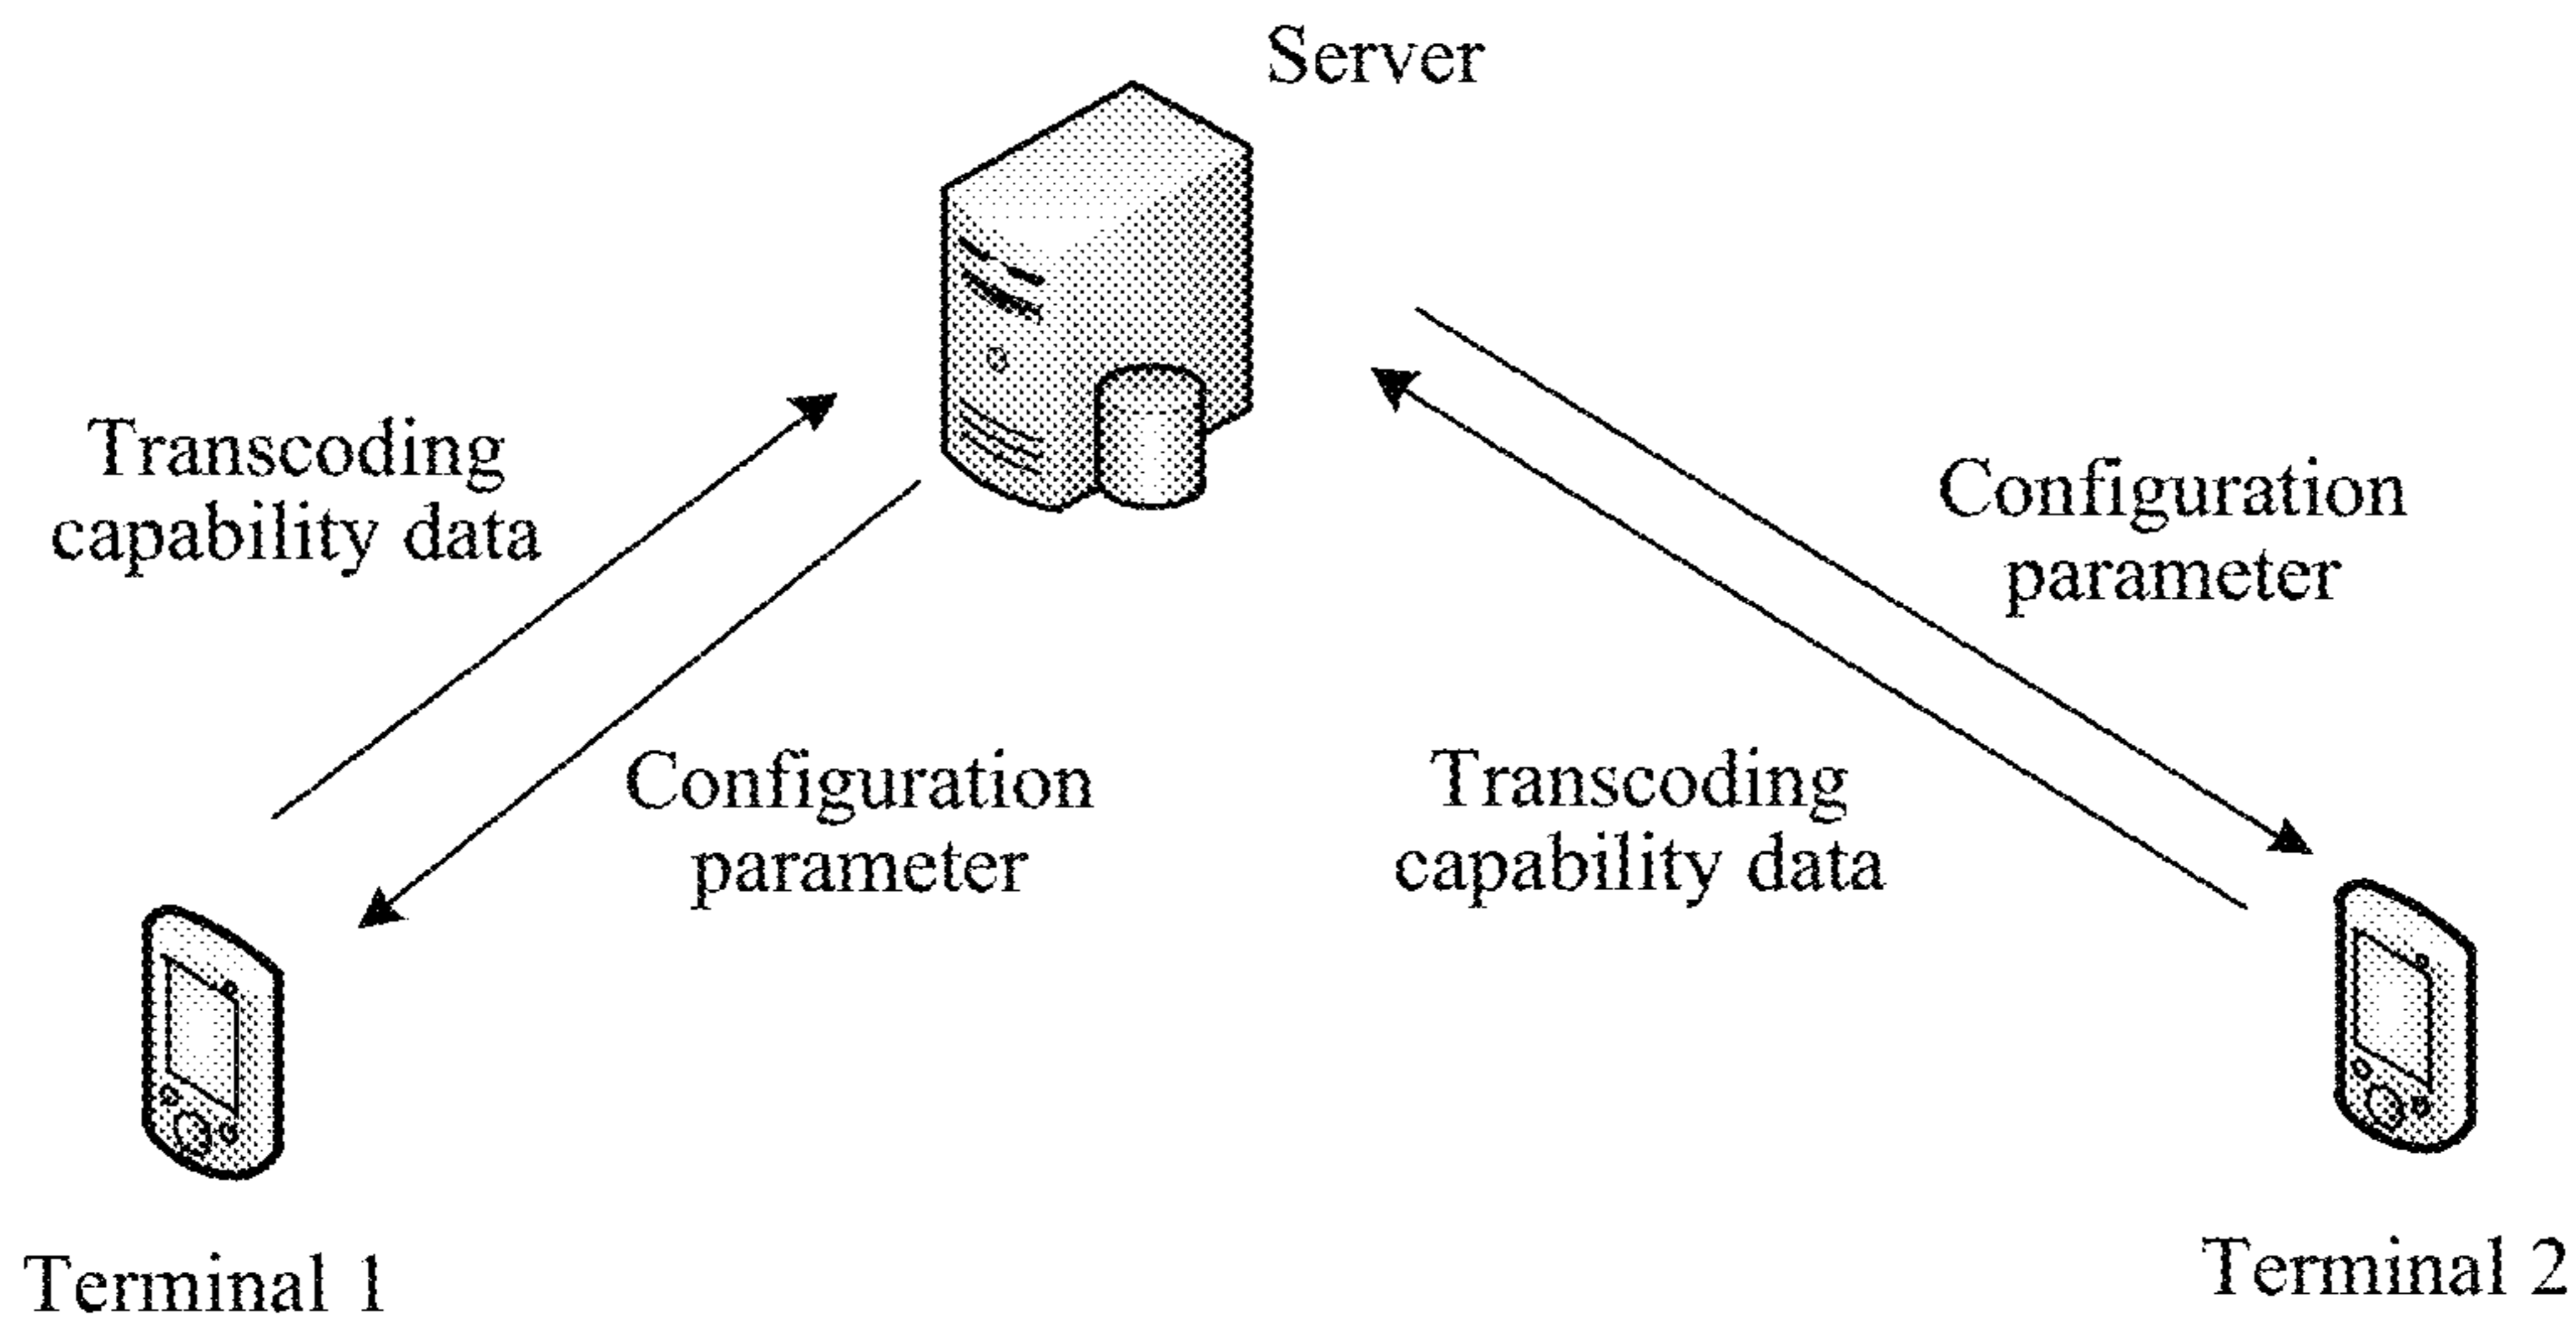 Server
Transcoding
capability data
Configuration
parameter
Configuration
parameter
Transcoding
capability data
Terminal 1
Terminal 2